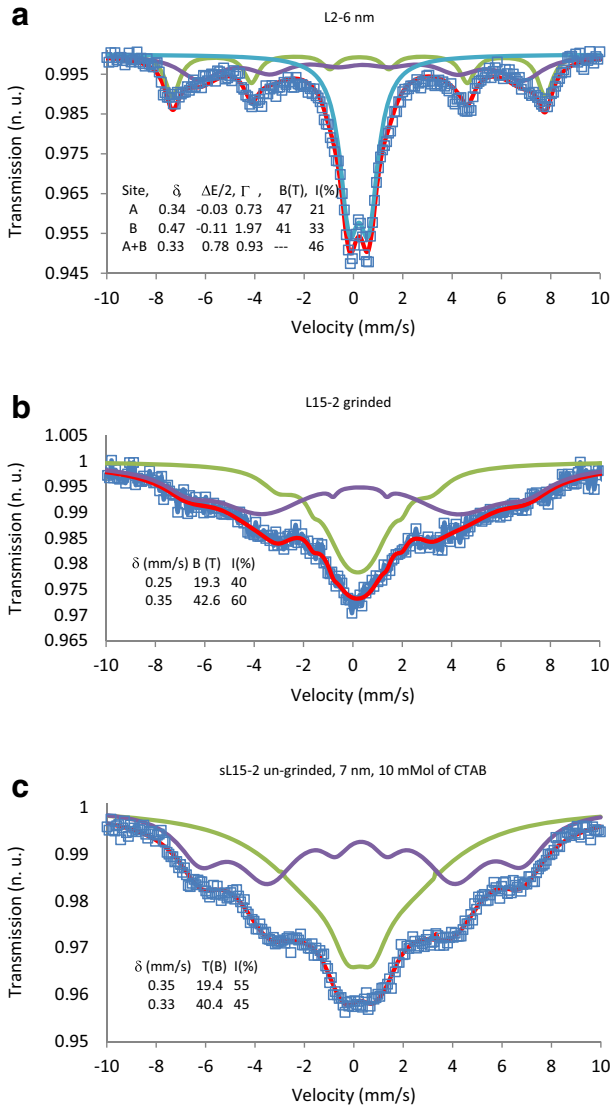 a
L2-6 nm
0.995
0.985
0.975
0.965
0.955
0.945
Transmission (n. u.)
Site, δ ΔE/2, Γ , B(T) I(%)
A 0.34 -0.03 0.73 47 21
B 0.47 -0.11 1.97 41 33
A+B 0.33 0.78 0.93 --- 46
-10 -8 -6 -4 -2 0 2 4 6 8 10
Velocity (mm/s)
b
L15-2 grinded
1.005
1
0.995
0.99
0.985
0.98
0.975
0.97
0.965
Transmission (n. u.)
δ (mm/s) B (T) I(%)
0.25 19.3 40
0.35 42.6 60
-10 -8 -6 -4 -2 0 2 4 6 8 10
Velocity (mm/s)
c
sL15-2 un-grinded, 7 nm, 10 mMol of CTAB
1
0.99
0.98
0.97
0.96
0.95
Transmission (n. u.)
δ (mm/s) T(B) I(%)
0.35 19.4 55
0.33 40.4 45
-10 -8 -6 -4 -2 0 2 4 6 8 10
Velocity (mm/s)